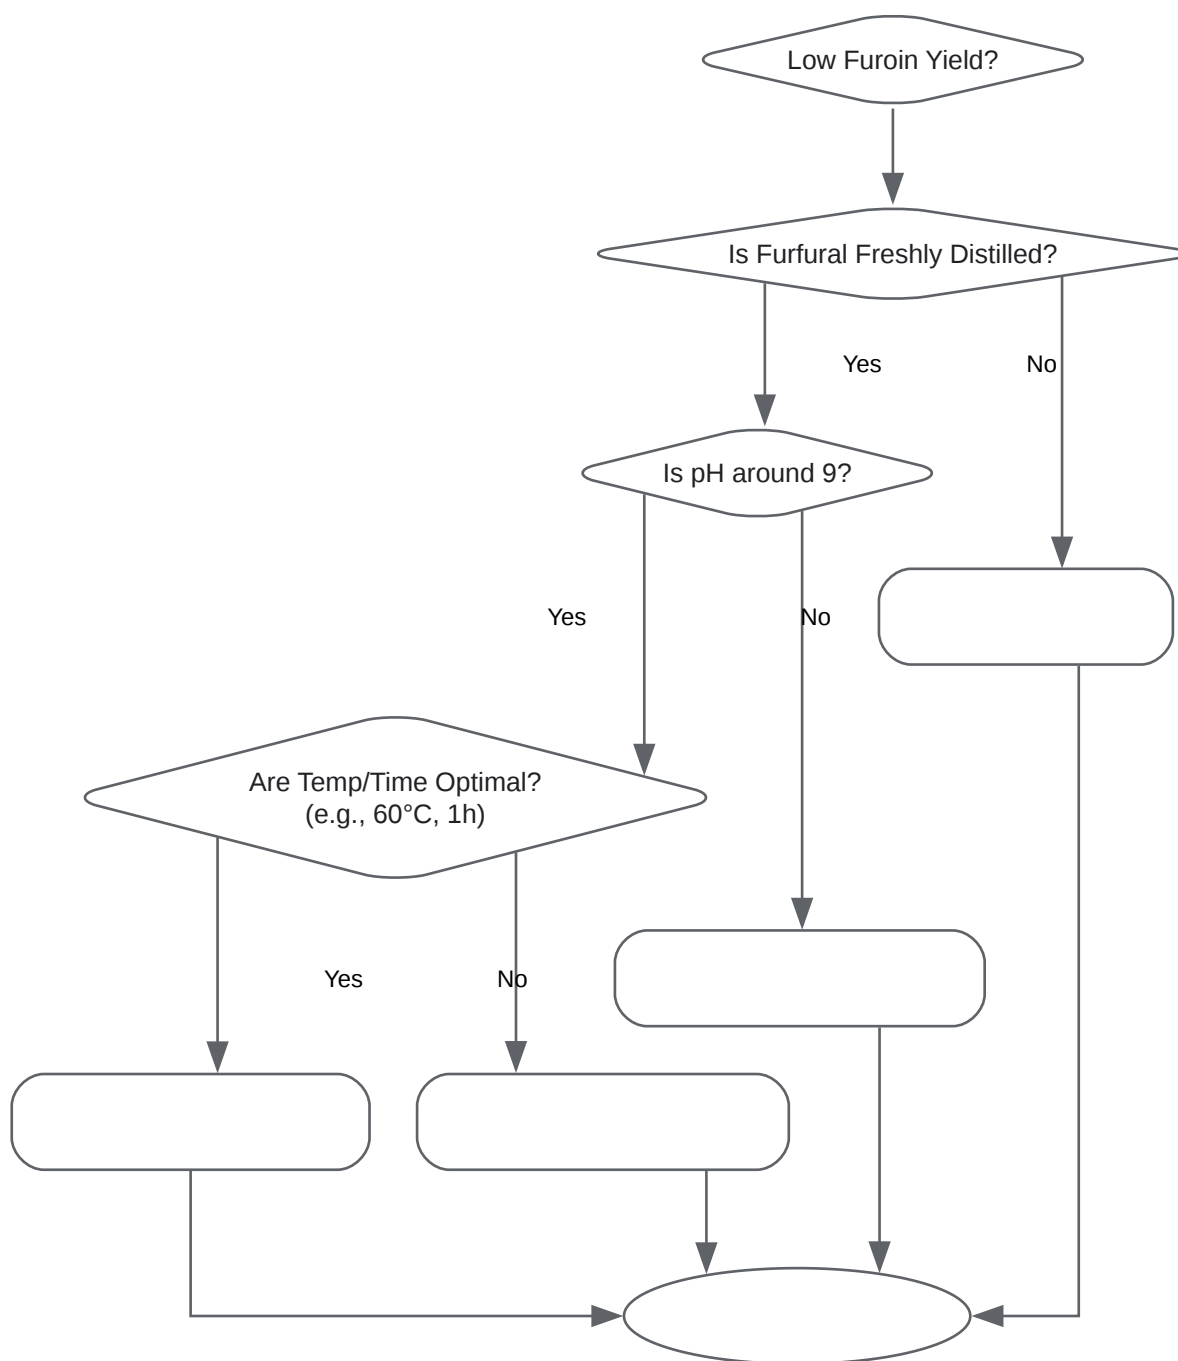 Low Furoin Yield?
Is Furfural Freshly Distilled?
Yes
No
Is pH around 9?
Yes
No
Are Temp/Time Optimal?
(e.g., 60°C, 1h)
Yes
No